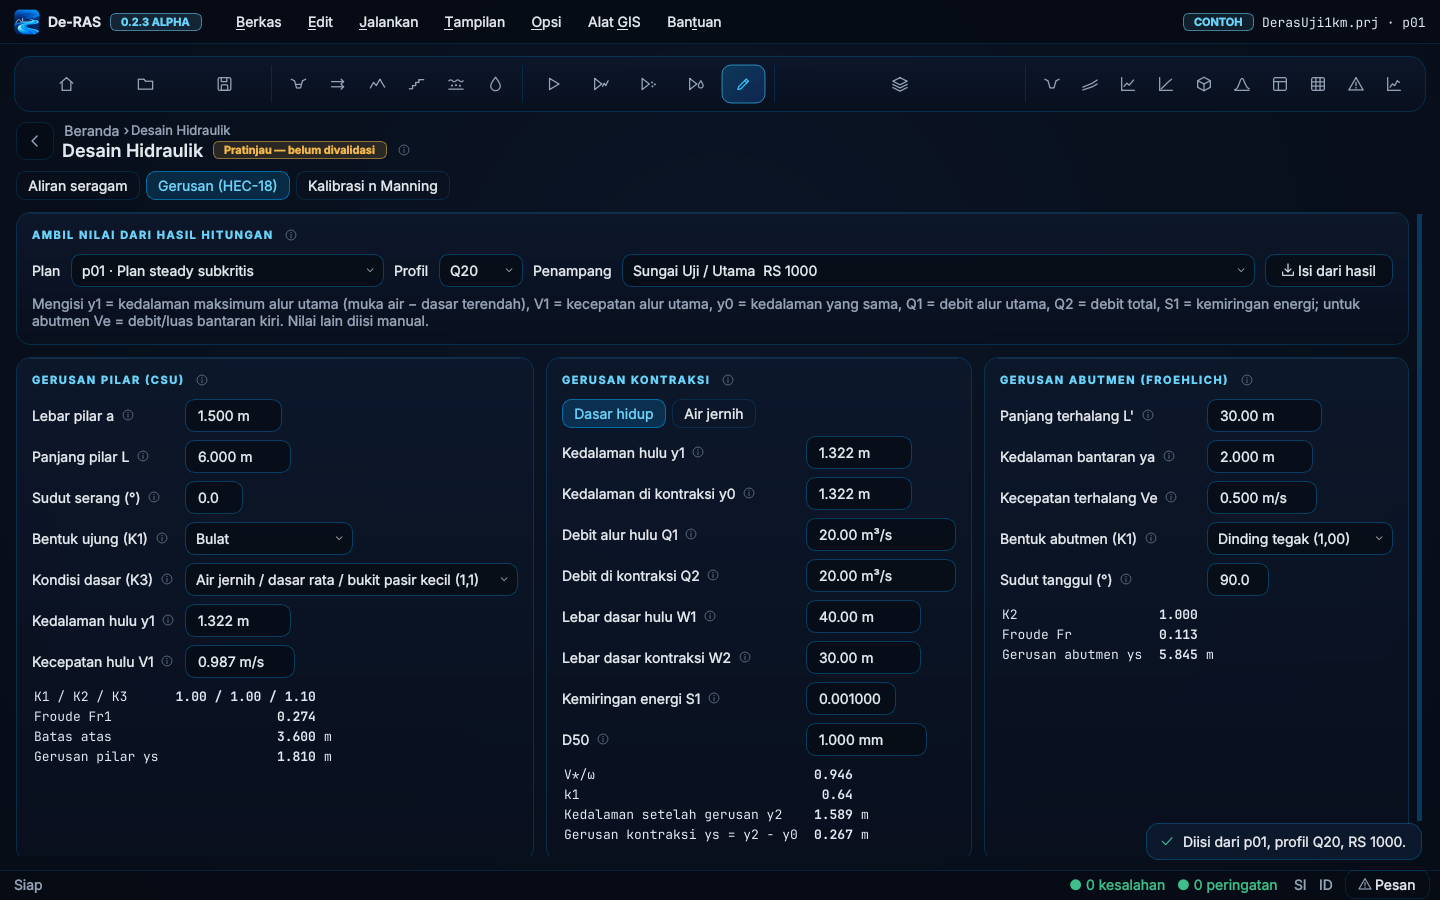 De-RAS 0.2.3 ALPHA Berkas Edit Jalankan Tampilan Opsi Alat GIS Bantuan CONTOH DerasUji1km.prj · p01
Beranda › Desain Hidraulik
Desain Hidraulik Pratinjau — belum divalidasi
Aliran seragam Gerusan (HEC-18) Kalibrasi n Manning
AMBIL NILAI DARI HASIL HITUNGAN
Plan p01 · Plan steady subkritis Profil Q20 Penampang Sungai Uji / Utama RS 1000 Isi dari hasil
Mengisi y1 = kedalaman maksimum alur utama (muka air − dasar terendah), V1 = kecepatan alur utama, y0 = kedalaman yang sama, Q1 = debit alur utama, Q2 = debit total, S1 = kemiringan energi; untuk
abutmen Ve = debit/luas bantaran kiri. Nilai lain diisi manual.
GERUSAN PILAR (CSU)
Lebar pilar a 1.500 m
Panjang pilar L 6.000 m
Sudut serang (°) 0.0
Bentuk ujung (K1) Bulat
Kondisi dasar (K3) Air jernih / dasar rata / bukit pasir kecil (1,1)
Kedalaman hulu y1 1.322 m
Kecepatan hulu V1 0.987 m/s
K1 / K2 / K3 1.00 / 1.00 / 1.10
Froude Fr1 0.274
Batas atas 3.600 m
Gerusan pilar ys 1.810 m
GERUSAN KONTRAKSI
Dasar hidup Air jernih
Kedalaman hulu y1 1.322 m
Kedalaman di kontraksi y0 1.322 m
Debit alur hulu Q1 20.00 m³/s
Debit di kontraksi Q2 20.00 m³/s
Lebar dasar hulu W1 40.00 m
Lebar dasar kontraksi W2 30.00 m
Kemiringan energi S1 0.001000
D50 1.000 mm
V*/ω 0.946
k1 0.64
Kedalaman setelah gerusan y2 1.589 m
Gerusan kontraksi ys = y2 - y0 0.267 m
GERUSAN ABUTMEN (FROEHLICH)
Panjang terhalang L' 30.00 m
Kedalaman bantaran ya 2.000 m
Kecepatan terhalang Ve 0.500 m/s
Bentuk abutmen (K1) Dinding tegak (1,00)
Sudut tanggul (°) 90.0
K2 1.000
Froude Fr 0.113
Gerusan abutmen ys 5.845 m
Diisi dari p01, profil Q20, RS 1000.
Siap 0 kesalahan 0 peringatan SI ID Pesan